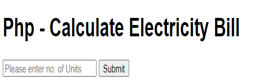 Php - Calculate Electricity Bill
Please enter no. of Units Submit